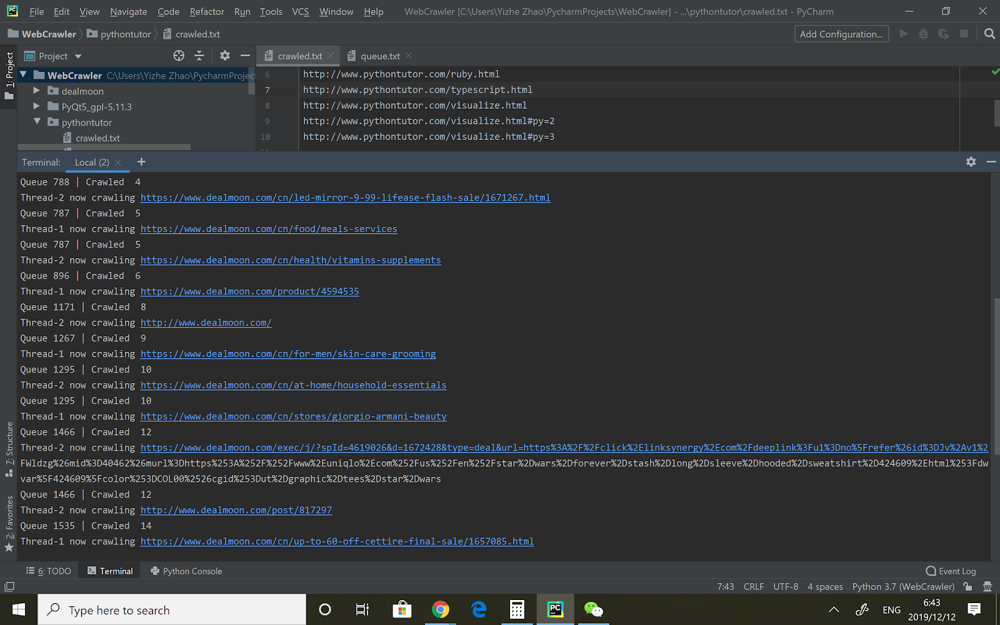 File Edit View Navigate Code Refactor Run Tools VCS Window Help WebCrawler [C:\Users\Yizhe Zhao\PycharmProjects\WebCrawler] - ...\pythontutor\crawled.txt - PyCharm
WebCrawler pythontutor crawled.txt Add Configuration...
1: Project
Project crawled.txt queue.txt
WebCrawler C:\Users\Yizhe Zhao\PycharmProjec
dealmoon
PyQt5_gpl-5.11.3
pythontutor
crawled.txt
6 http://www.pythontutor.com/ruby.html
7 http://www.pythontutor.com/typescript.html
8 http://www.pythontutor.com/visualize.html
9 http://www.pythontutor.com/visualize.html#py=2
10 http://www.pythontutor.com/visualize.html#py=3
Terminal: Local (2) +
Queue 788 | Crawled  4
Thread-2 now crawling https://www.dealmoon.com/cn/led-mirror-9-99-lifease-flash-sale/1671267.html
Queue 787 | Crawled  5
Thread-1 now crawling https://www.dealmoon.com/cn/food/meals-services
Queue 787 | Crawled  5
Thread-2 now crawling https://www.dealmoon.com/cn/health/vitamins-supplements
Queue 896 | Crawled  6
Thread-1 now crawling https://www.dealmoon.com/product/4594535
Queue 1171 | Crawled  8
Thread-2 now crawling http://www.dealmoon.com/
Queue 1267 | Crawled  9
Thread-1 now crawling https://www.dealmoon.com/cn/for-men/skin-care-grooming
Queue 1295 | Crawled  10
Thread-2 now crawling https://www.dealmoon.com/cn/at-home/household-essentials
Queue 1295 | Crawled  10
Thread-1 now crawling https://www.dealmoon.com/cn/stores/giorgio-armani-beauty
Queue 1466 | Crawled  12
Thread-2 now crawling https://www.dealmoon.com/exec/j/?spId=4619026&d=1672428&type=deal&url=https%3A%2F%2Fclick%2Elinksynergy%2Ecom%2Fdeeplink%3Fu1%3Dno%5Frefer%26id%3DJv%2Av1%2
FWldzg%26mid%3D40462%26murl%3Dhttps%253A%252F%252Fwww%2Euniqlo%2Ecom%252Fus%252Fen%252Fstar%2Dwars%2Dforever%2Dstash%2Dlong%2Dsleeve%2Dhooded%2Dsweatshirt%2D424609%2Ehtml%253Fdw
var%5F424609%5Fcolor%253DCOL00%2526cgid%253Dut%2Dgraphic%2Dtees%2Dstar%2Dwars
Queue 1466 | Crawled  12
Thread-2 now crawling http://www.dealmoon.com/post/817297
Queue 1535 | Crawled  14
Thread-1 now crawling https://www.dealmoon.com/cn/up-to-60-off-cettire-final-sale/1657085.html
7: Structure
2: Favorites
6: TODO Terminal Python Console Event Log
7:43 CRLF UTF-8 4 spaces Python 3.7 (WebCrawler)
Type here to search ENG 6:43
2019/12/12